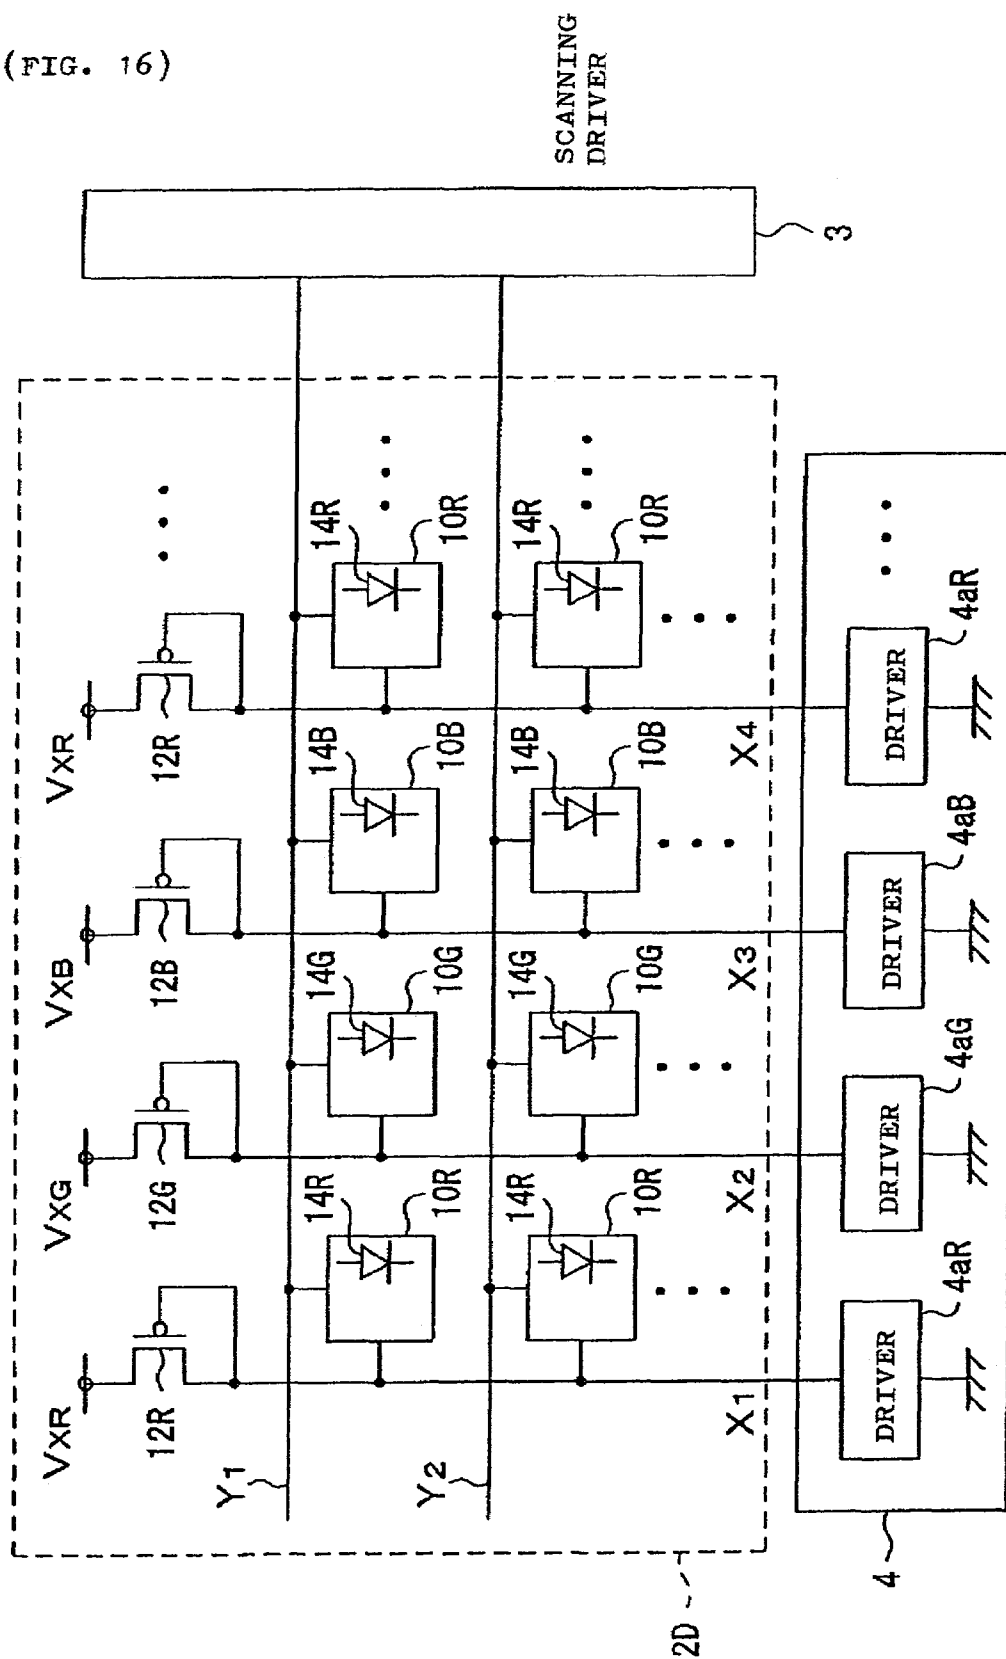 (FIG. 16)
SCANNING
DRIVER
3
VXR
VXG
VXB
VXR
12R
12G
12B
12R
Y1
14R
14G
14B
14R
10R
10G
10B
10R
Y2
14R
14G
14B
14R
10R
10G
10B
10R
X1
X2
X3
X4
2D
4
DRIVER
4aR
DRIVER
4aG
DRIVER
4aB
DRIVER
4aR